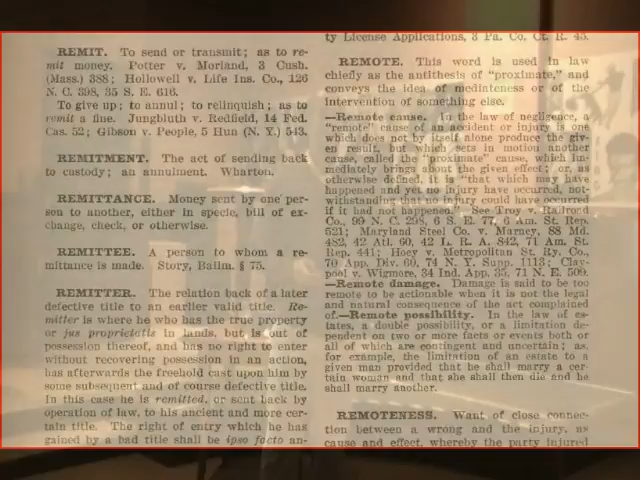 REMIT. To send or transmit; as to re-
mit money. Potter v. Morland, 3 Cush.
(Mass.) 388; Hollowell v. Life Ins. Co., 126
N. C. 398, 35 S. E. 616.
To give up; to annul; to relinquish; as to
remit a fine. Jungbluth v. Redfield, 14 Fed.
Cas. 52; Gibson v. People, 5 Hun (N. Y.) 543.
REMITMENT. The act of sending back
to custody; an annulment. Wharton.
REMITTANCE. Money sent by one per-
son to another, either in specie, bill of ex-
change, check, or otherwise.
REMITTEE. A person to whom a re-
mittance is made. Story, Bailm. § 75.
REMITTER. The relation back of a later
defective title to an earlier valid title. Re-
mitter is where he who has the true property
or jus proprietatis in lands, but is out of
possession thereof, and has no right to enter
without recovering possession in an action,
has afterwards the freehold cast upon him by
some subsequent and of course defective title.
In this case he is remitted, or sent back by
operation of law, to his ancient and more cer-
tain title. The right of entry which he has
gained by a bad title shall be ipso facto an-
ty License Applications, 3 Pa. Co. Ct. R. 45.
REMOTE. This word is used in law
chiefly as the antithesis of "proximate," and
conveys the idea of mediateness or of the
intervention of something else.
—Remote cause. In the law of negligence, a
"remote" cause of an accident or injury is one
which does not by itself alone produce the giv-
en result, but which sets in motion another
cause, called the "proximate" cause, which im-
mediately brings about the given effect; or, as
otherwise defined, it is "that which may have
happened and yet no injury have occurred, not-
withstanding that no injury could have occurred
if it had not happened." See Troy v. Railroad
Co., 99 N. C. 298, 6 S. E. 77, 6 Am. St. Rep.
521; Maryland Steel Co. v. Marney, 88 Md.
482, 42 Atl. 60, 42 L. R. A. 842, 71 Am. St.
Rep. 441; Hoey v. Metropolitan St. Ry. Co.,
70 App. Div. 60, 74 N. Y. Supp. 1113; Clay-
pool v. Wigmore, 34 Ind. App. 35, 71 N. E. 509.
—Remote damage. Damage is said to be too
remote to be actionable when it is not the legal
and natural consequence of the act complained
of.—Remote possibility. In the law of es-
tates, a double possibility, or a limitation de-
pendent on two or more facts or events both or
all of which are contingent and uncertain; as,
for example, the limitation of an estate to a
given man provided that he shall marry a cer-
tain woman and that she shall then die and he
shall marry another.
REMOTENESS. Want of close connec-
tion between a wrong and the injury, as
cause and effect, whereby the party injured